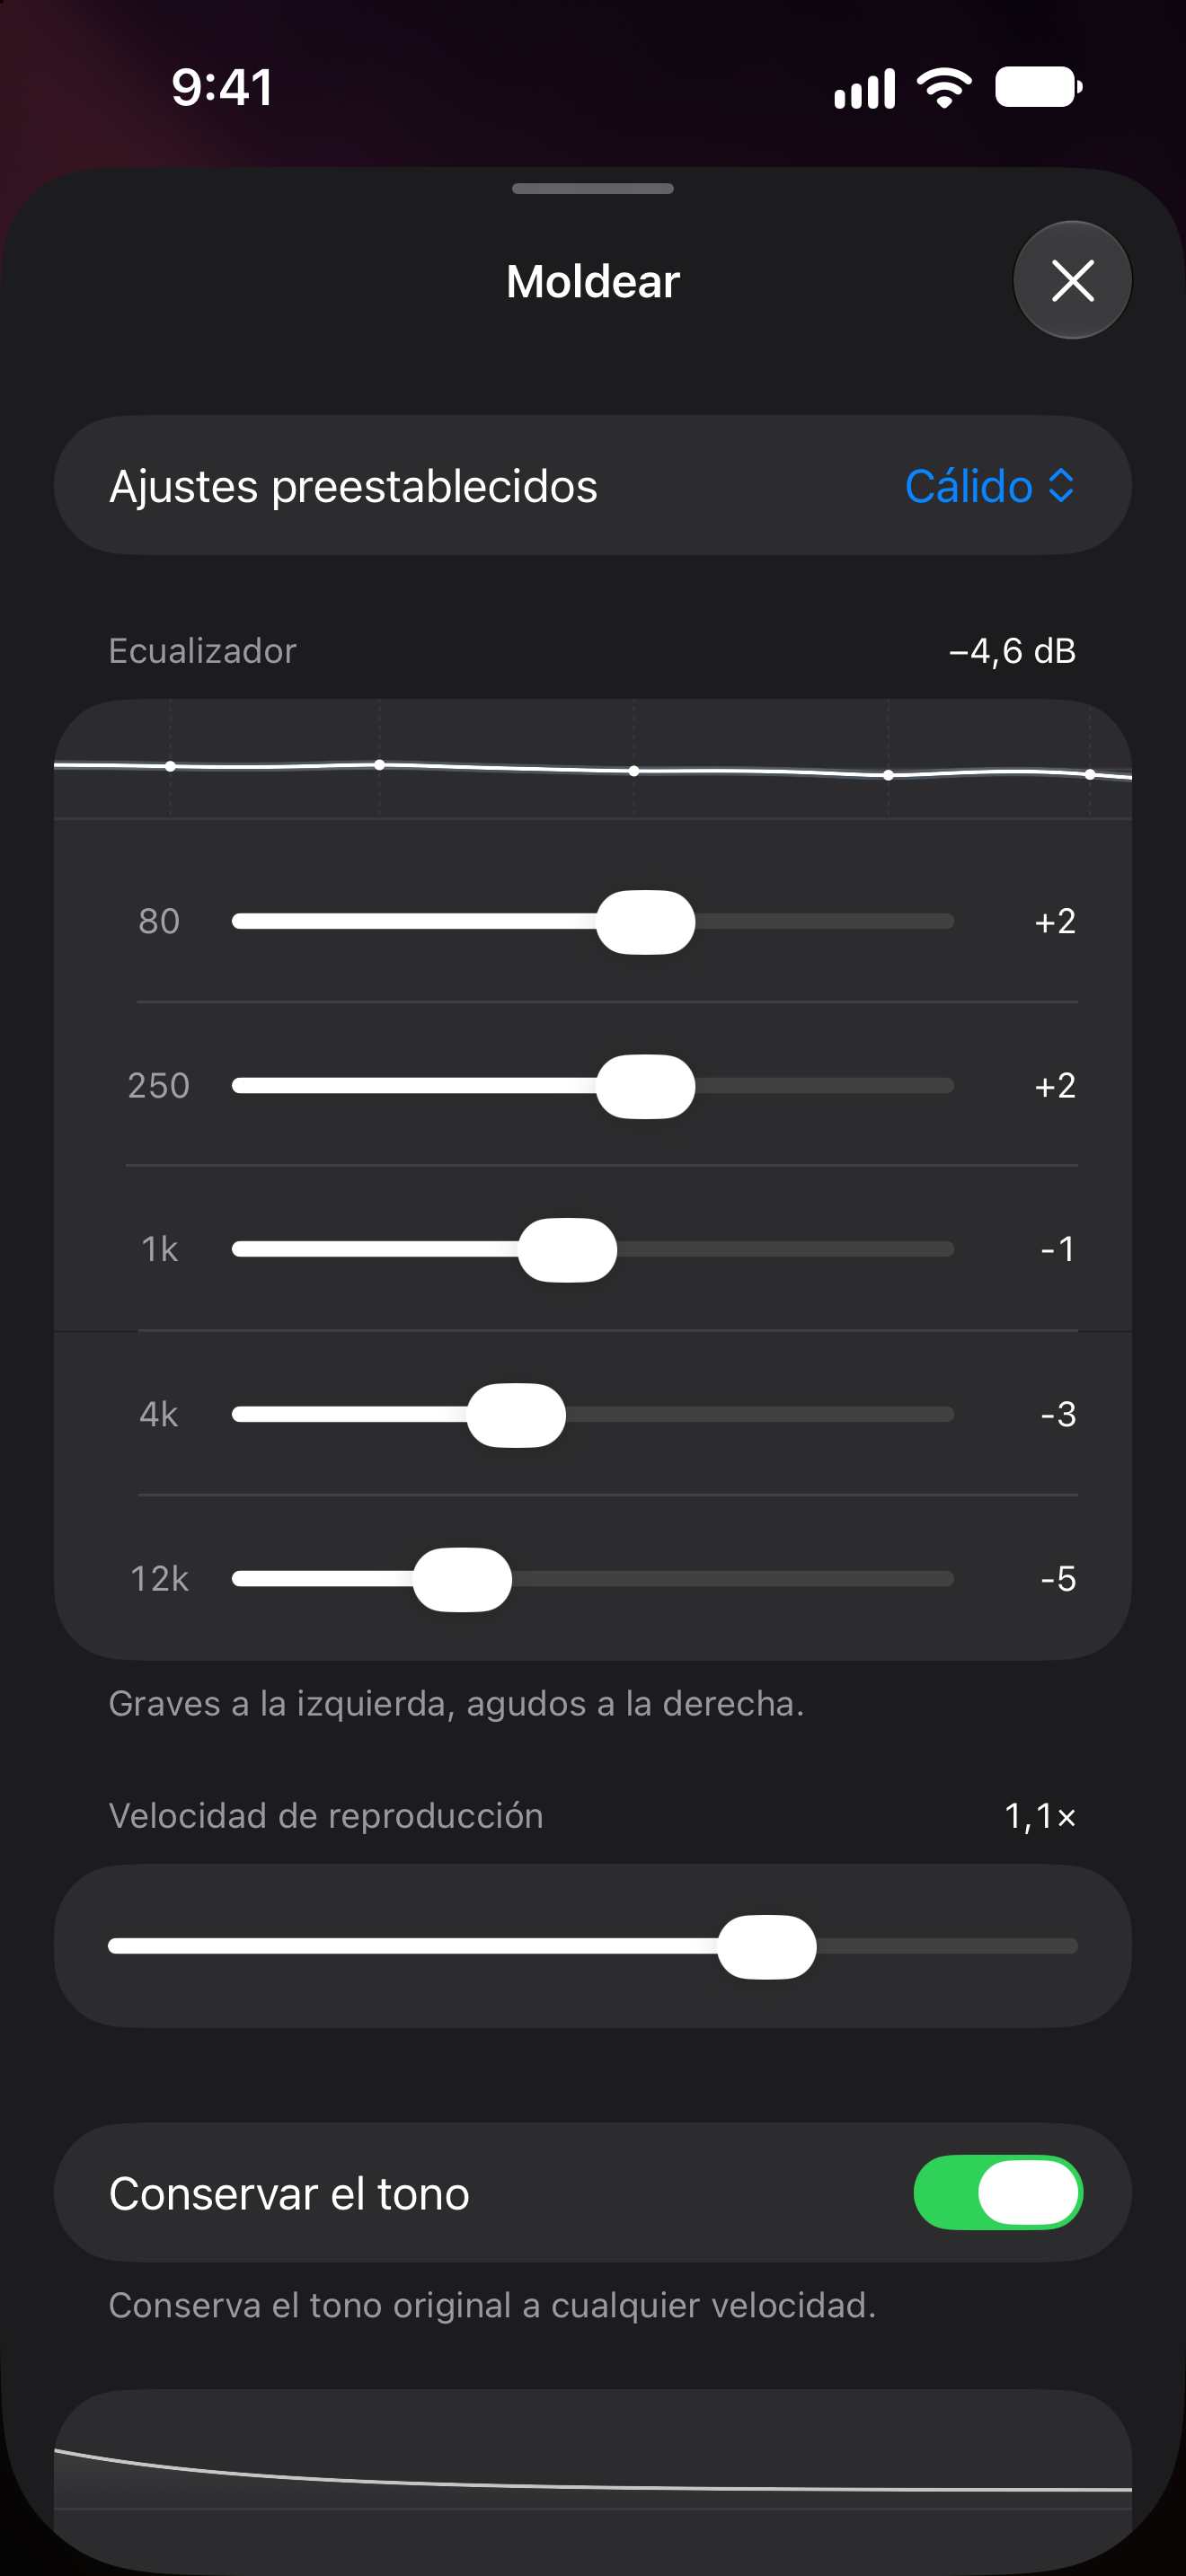 9:41
Moldear
Ajustes preestablecidos Cálido
Ecualizador –4,6 dB
80 +2
250 +2
1k -1
4k -3
12k -5
Graves a la izquierda, agudos a la derecha.
Velocidad de reproducción 1,1×
Conservar el tono
Conserva el tono original a cualquier velocidad.